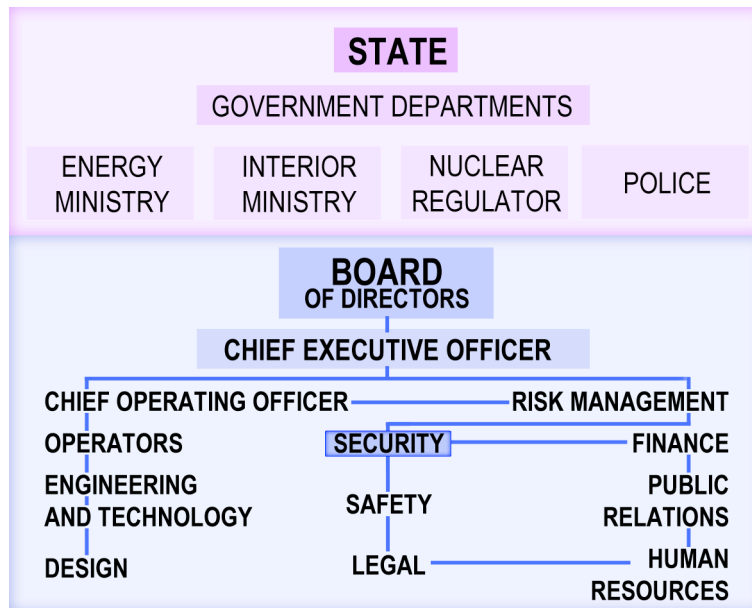 STATE
GOVERNMENT DEPARTMENTS
ENERGY
MINISTRY
INTERIOR
MINISTRY
NUCLEAR
REGULATOR
POLICE
BOARD
OF DIRECTORS
CHIEF EXECUTIVE OFFICER
CHIEF OPERATING OFFICER
RISK MANAGEMENT
OPERATORS
SECURITY
FINANCE
ENGINEERING
AND TECHNOLOGY
SAFETY
PUBLIC
RELATIONS
DESIGN
LEGAL
HUMAN
RESOURCES